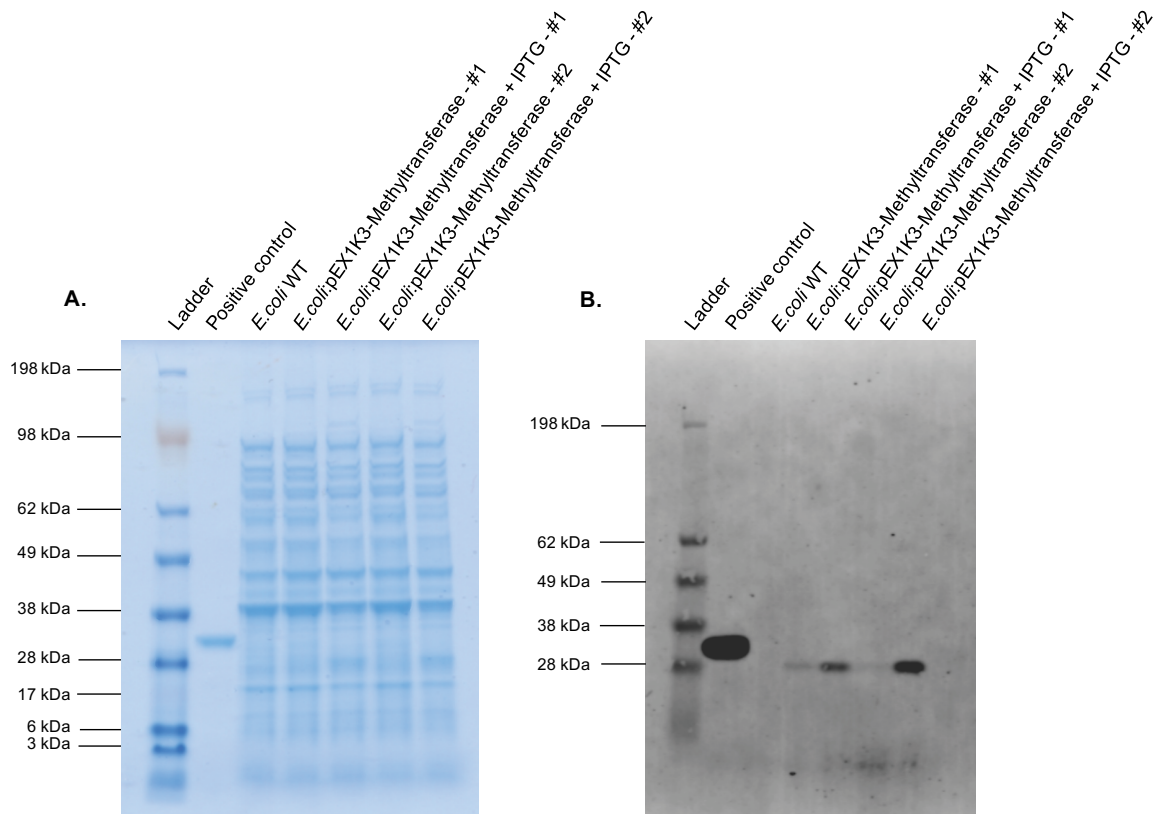 A.
Ladder
Positive control
E.coli WT
E.coli:pEX1K3-Methyltransferase - #1
E.coli:pEX1K3-Methyltransferase + IPTG - #1
E.coli:pEX1K3-Methyltransferase - #2
E.coli:pEX1K3-Methyltransferase + IPTG - #2
198 kDa
98 kDa
62 kDa
49 kDa
38 kDa
28 kDa
17 kDa
6 kDa
3 kDa
B.
Ladder
Positive control
E.coli WT
E.coli:pEX1K3-Methyltransferase - #1
E.coli:pEX1K3-Methyltransferase + IPTG - #1
E.coli:pEX1K3-Methyltransferase - #2
E.coli:pEX1K3-Methyltransferase + IPTG - #2
198 kDa
62 kDa
49 kDa
38 kDa
28 kDa